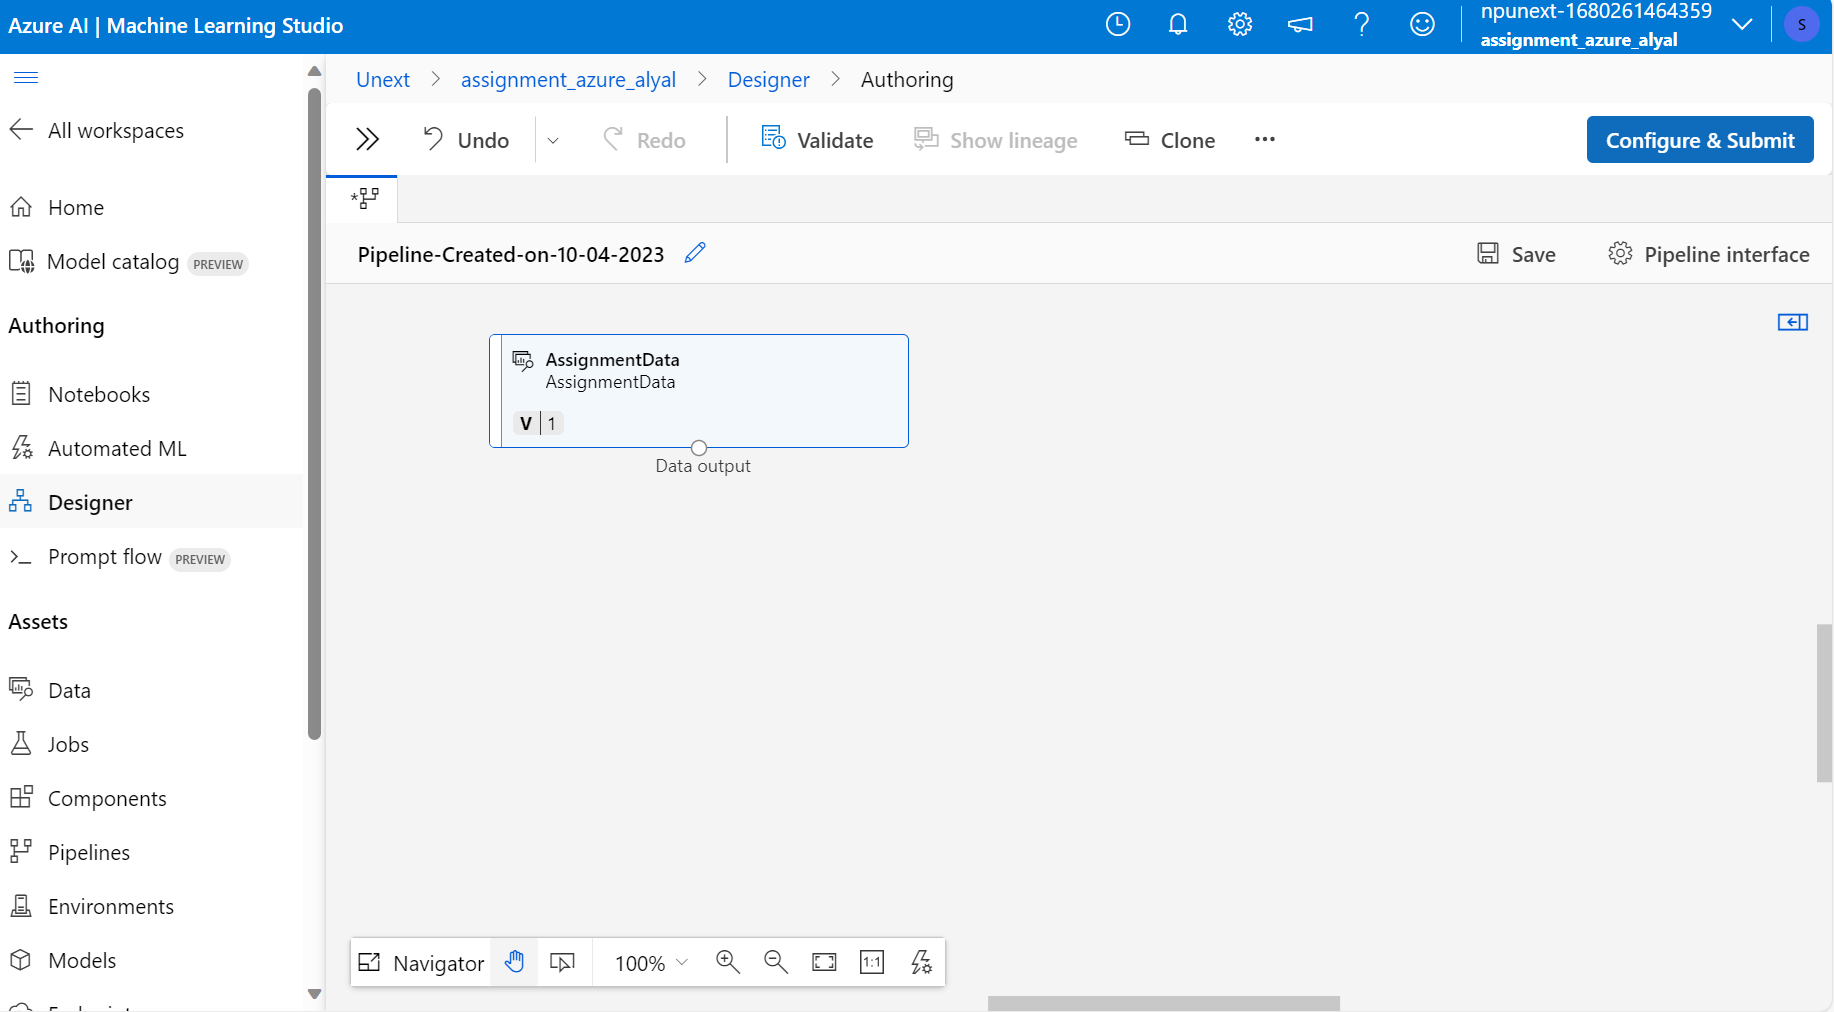 Azure AI | Machine Learning Studio
npunext-1680261464359
assignment_azure_alyal
S
All workspaces
Home
Model catalog PREVIEW
Authoring
Notebooks
Automated ML
Designer
Prompt flow PREVIEW
Assets
Data
Jobs
Components
Pipelines
Environments
Models
Unext > assignment_azure_alyal > Designer > Authoring
Undo
Redo
Validate
Show lineage
Clone
...
Configure & Submit
Pipeline-Created-on-10-04-2023
Save
Pipeline interface
AssignmentData
AssignmentData
V | 1
Data output
Navigator
100%
1:1